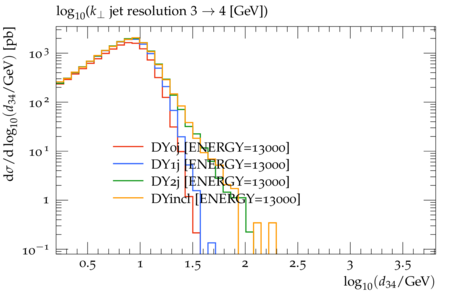 log₁₀(k⊥ jet resolution 3 → 4 [GeV])
dσ/d log₁₀(d₃₄/GeV) [pb]
10³
10²
10¹
1
10⁻¹
DY0j [ENERGY=13000]
DY1j [ENERGY=13000]
DY2j [ENERGY=13000]
DYincl [ENERGY=13000]
0.5 1 1.5 2 2.5 3 3.5
log₁₀(d₃₄/GeV)